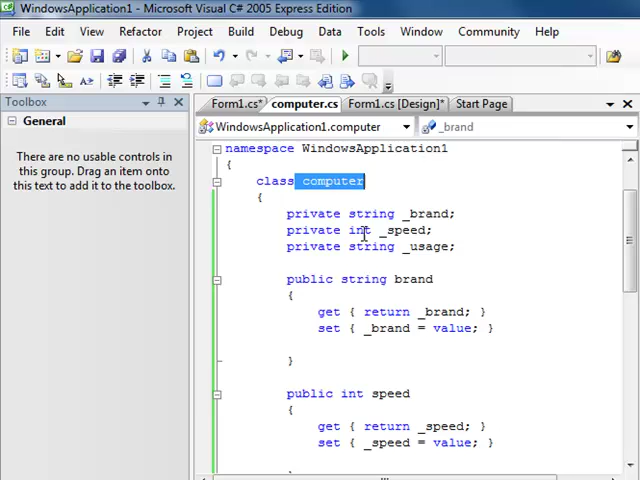 WindowsApplication1 - Microsoft Visual C# 2005 Express Edition
File Edit View Refactor Project Build Debug Data Tools Window Community Help
Toolbox
Form1.cs* computer.cs Form1.cs [Design]* Start Page
General
WindowsApplication1.computer _brand
There are no usable controls in
this group. Drag an item onto
this text to add it to the toolbox.
namespace WindowsApplication1
{
class computer
{
private string _brand;
private int _speed;
private string _usage;
public string brand
{
get { return _brand; }
set { _brand = value; }
}
public int speed
{
get { return _speed; }
set { _speed = value; }
}